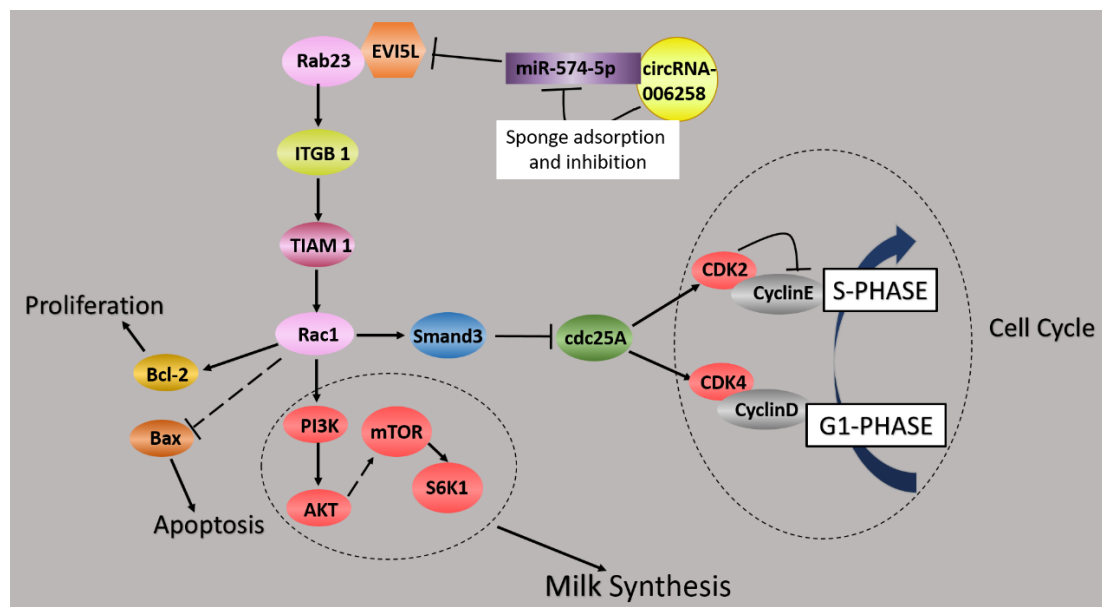 Rab23
EVI5L
miR-574-5p
circRNA-
006258
Sponge adsorption
and inhibition
ITGB 1
TIAM 1
Proliferation
Rac1
Smand3
cdc25A
CDK2
CyclinE
S-PHASE
Cell Cycle
Bcl-2
CDK4
CyclinD
G1-PHASE
Bax
PI3K
mTOR
S6K1
AKT
Apoptosis
Milk Synthesis